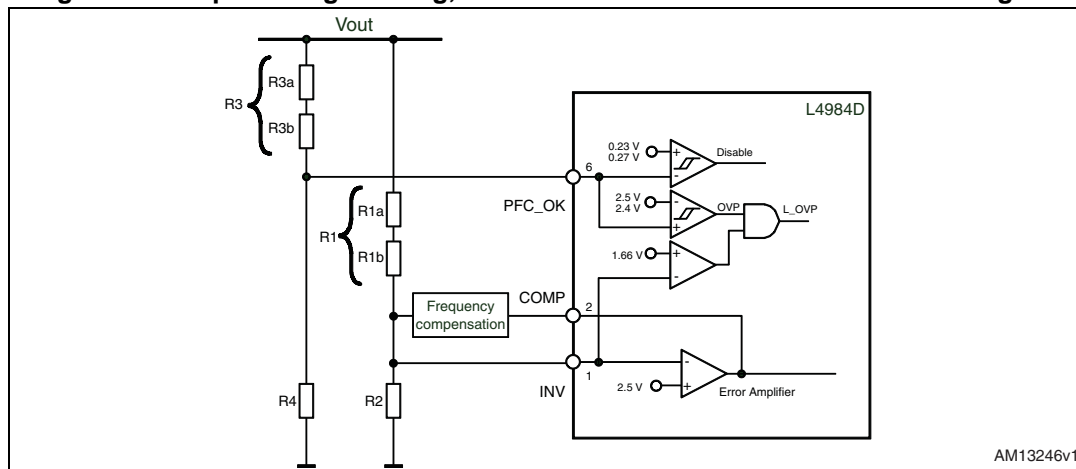 Vout
R3a
R3
R3b
L4984D
0.23 V
0.27 V
+
-
Disable
6
PFC_OK
2.5 V
2.4 V
-
+
OVP
L_OVP
R1a
R1
R1b
1.66 V
+
-
COMP
2
Frequency
compensation
1
INV
-
2.5 V
+
Error Amplifier
R4
R2
AM13246v1